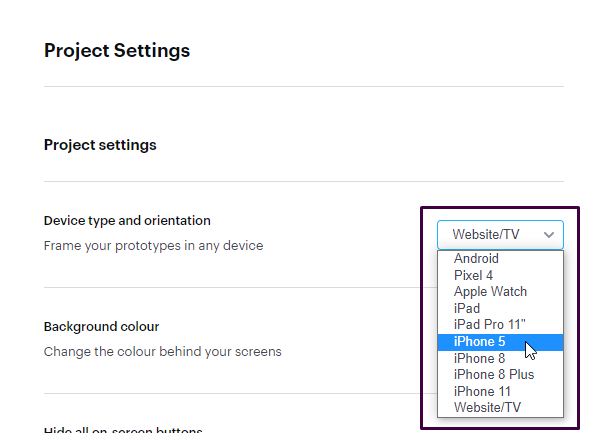 Project Settings
Project settings
Device type and orientation
Website/TV
Frame your prototypes in any device
Android
Pixel 4
Apple Watch
iPad
iPad Pro 11"
iPhone 5
iPhone 8
iPhone 8 Plus
iPhone 11
Website/TV
Background colour
Change the colour behind your screens
Hide all on-screen buttons